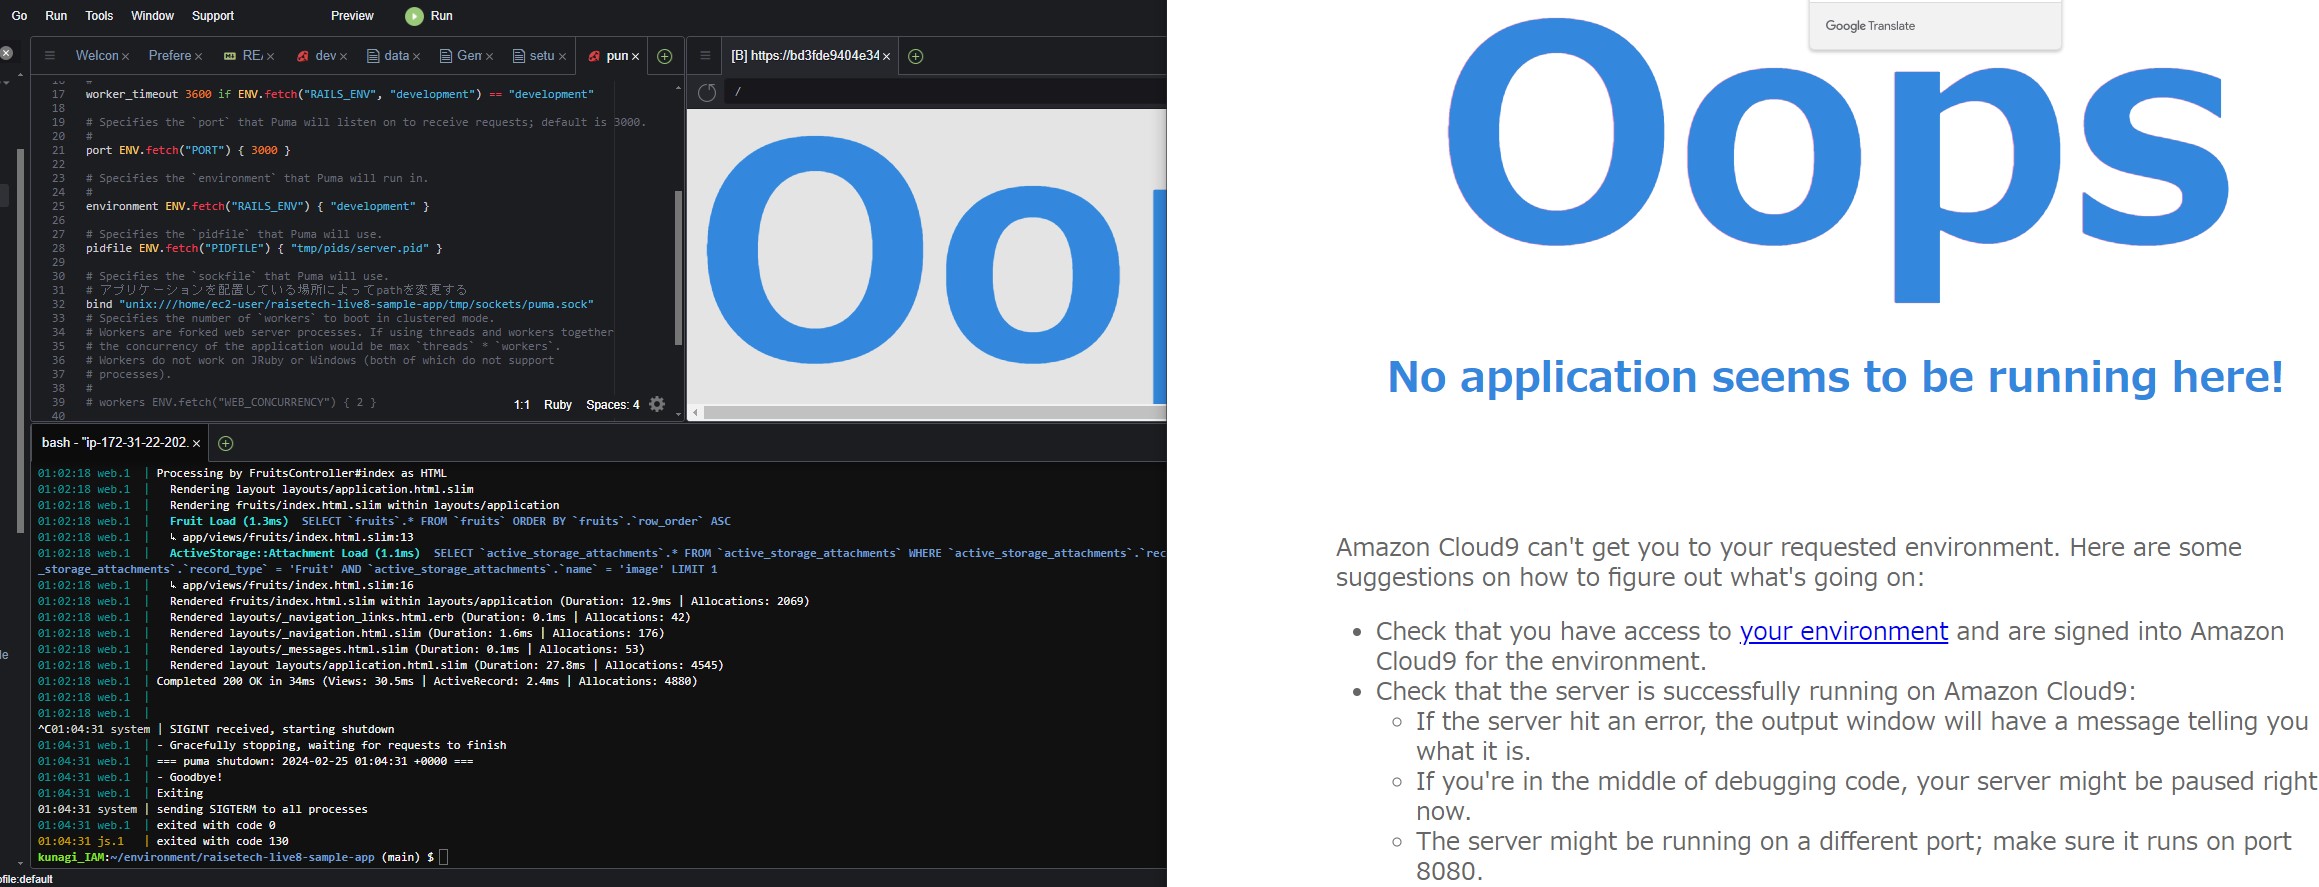 Go Run Tools Window Support Preview Run
Welcon Prefere REA dev data Gen setu pun
17 worker_timeout 3600 if ENV.fetch("RAILS_ENV", "development") == "development"
18
19 # Specifies the `port` that Puma will listen on to receive requests; default is 3000.
20 #
21 port ENV.fetch("PORT") { 3000 }
22
23 # Specifies the `environment` that Puma will run in.
24 #
25 environment ENV.fetch("RAILS_ENV") { "development" }
26
27 # Specifies the `pidfile` that Puma will use.
28 pidfile ENV.fetch("PIDFILE") { "tmp/pids/server.pid" }
29
30 # Specifies the `sockfile` that Puma will use.
31 # アプリケーションを配置している場所によってpathを変更する
32 bind "unix:///home/ec2-user/raisetech-live8-sample-app/tmp/sockets/puma.sock"
33 # Specifies the number of `workers` to boot in clustered mode.
34 # Workers are forked web server processes. If using threads and workers together
35 # the concurrency of the application would be max `threads` * `workers`.
36 # Workers do not work on JRuby or Windows (both of which do not support
37 # processes).
38 #
39 # workers ENV.fetch("WEB_CONCURRENCY") { 2 }
40
1:1 Ruby Spaces: 4
[B] https://bd3fde9404e34
/
Oop
bash - "ip-172-31-22-202.
01:02:18 web.1 | Processing by FruitsController#index as HTML
01:02:18 web.1 | Rendering layout layouts/application.html.slim
01:02:18 web.1 | Rendering fruits/index.html.slim within layouts/application
01:02:18 web.1 | Fruit Load (1.3ms) SELECT `fruits`.* FROM `fruits` ORDER BY `fruits`.`row_order` ASC
01:02:18 web.1 | ↳ app/views/fruits/index.html.slim:13
01:02:18 web.1 | ActiveStorage::Attachment Load (1.1ms) SELECT `active_storage_attachments`.* FROM `active_storage_attachments` WHERE `active_storage_attachments`.`rec
_storage_attachments`.`record_type` = 'Fruit' AND `active_storage_attachments`.`name` = 'image' LIMIT 1
01:02:18 web.1 | ↳ app/views/fruits/index.html.slim:16
01:02:18 web.1 | Rendered fruits/index.html.slim within layouts/application (Duration: 12.9ms | Allocations: 2069)
01:02:18 web.1 | Rendered layouts/_navigation_links.html.erb (Duration: 0.1ms | Allocations: 42)
01:02:18 web.1 | Rendered layouts/_navigation.html.slim (Duration: 1.6ms | Allocations: 176)
01:02:18 web.1 | Rendered layouts/_messages.html.slim (Duration: 0.1ms | Allocations: 53)
01:02:18 web.1 | Rendered layout layouts/application.html.slim (Duration: 27.8ms | Allocations: 4545)
01:02:18 web.1 | Completed 200 OK in 34ms (Views: 30.5ms | ActiveRecord: 2.4ms | Allocations: 4880)
01:02:18 web.1 |
01:02:18 web.1 |
^C01:04:31 system | SIGINT received, starting shutdown
01:04:31 web.1 | - Gracefully stopping, waiting for requests to finish
01:04:31 web.1 | === puma shutdown: 2024-02-25 01:04:31 +0000 ===
01:04:31 web.1 | - Goodbye!
01:04:31 web.1 | Exiting
01:04:31 system | sending SIGTERM to all processes
01:04:31 web.1 | exited with code 0
01:04:31 js.1 | exited with code 130
kunagi_IAM:~/environment/raisetech-live8-sample-app (main) $
ofile:default
Google Translate
Oops
No application seems to be running here!
Amazon Cloud9 can't get you to your requested environment. Here are some
suggestions on how to figure out what's going on:
• Check that you have access to your environment and are signed into Amazon
Cloud9 for the environment.
• Check that the server is successfully running on Amazon Cloud9:
◦ If the server hit an error, the output window will have a message telling you
what it is.
◦ If you're in the middle of debugging code, your server might be paused right
now.
◦ The server might be running on a different port; make sure it runs on port
8080.